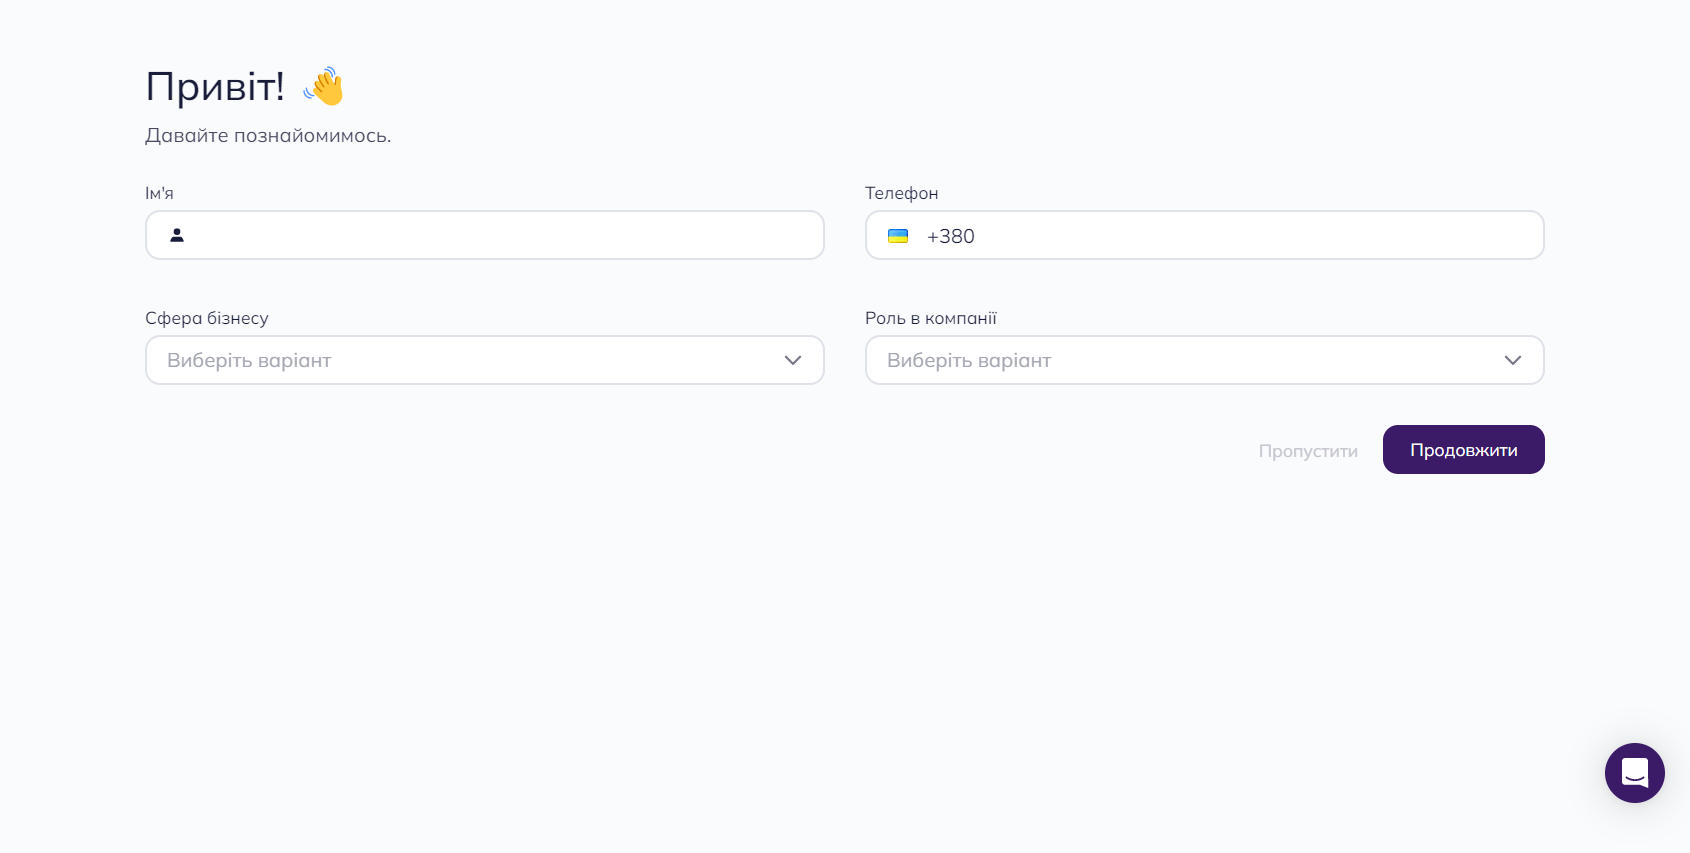 Привіт! 👋
Давайте познайомимось.
Ім'я
Телефон
+380
Сфера бізнесу
Роль в компанії
Виберіть варіант
Виберіть варіант
Пропустити
Продовжити